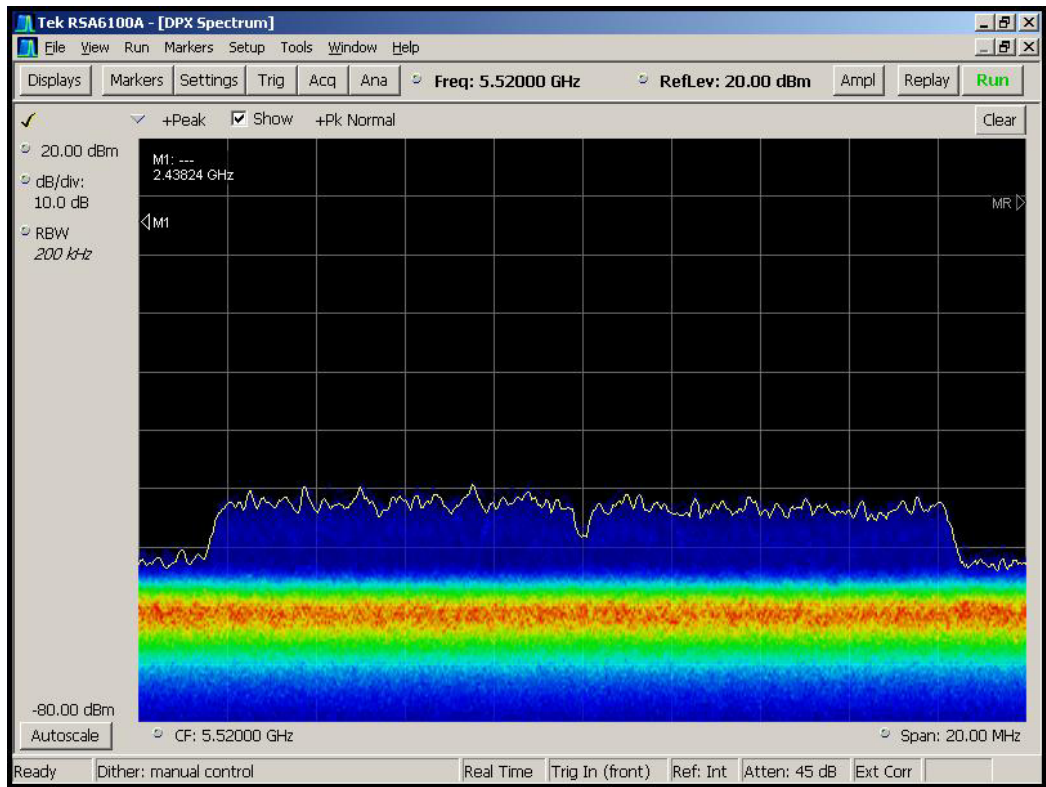 Tek RSA6100A - [DPX Spectrum]
File View Run Markers Setup Tools Window Help
Displays Markers Settings Trig Acq Ana Freq: 5.52000 GHz RefLev: 20.00 dBm Ampl Replay Run
+Peak Show +Pk Normal Clear
20.00 dBm
dB/div:
10.0 dB
RBW
200 kHz
M1: ---
2.43824 GHz
M1
MR
-80.00 dBm
Autoscale CF: 5.52000 GHz Span: 20.00 MHz
Ready Dither: manual control Real Time Trig In (front) Ref: Int Atten: 45 dB Ext Corr